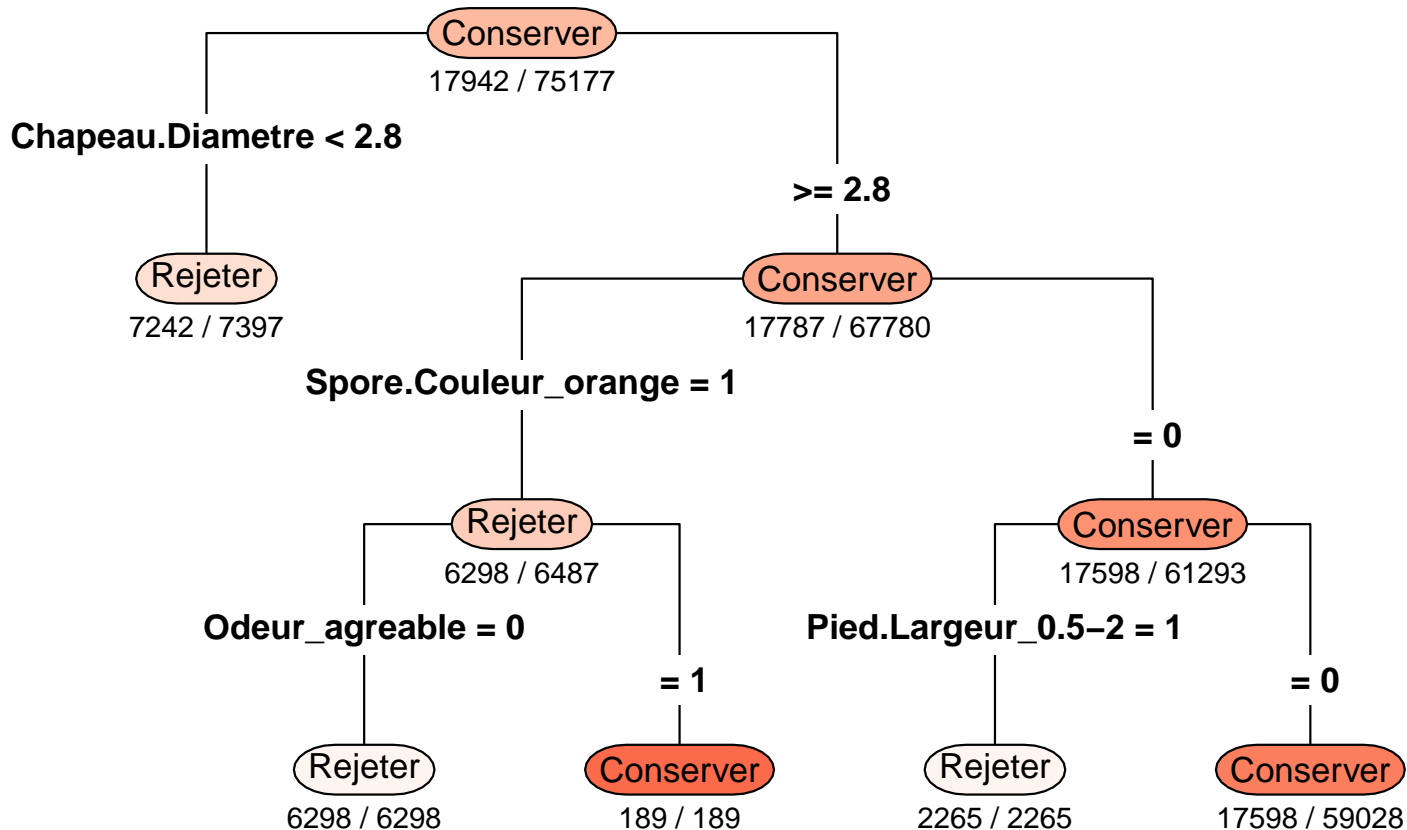 Conserver
17942 / 75177
Chapeau.Diametre < 2.8
>= 2.8
Rejeter
7242 / 7397
Conserver
17787 / 67780
Spore.Couleur_orange = 1
= 0
Rejeter
6298 / 6487
Conserver
17598 / 61293
Odeur_agreable = 0
= 1
Pied.Largeur_0.5−2 = 1
= 0
Rejeter
6298 / 6298
Conserver
189 / 189
Rejeter
2265 / 2265
Conserver
17598 / 59028